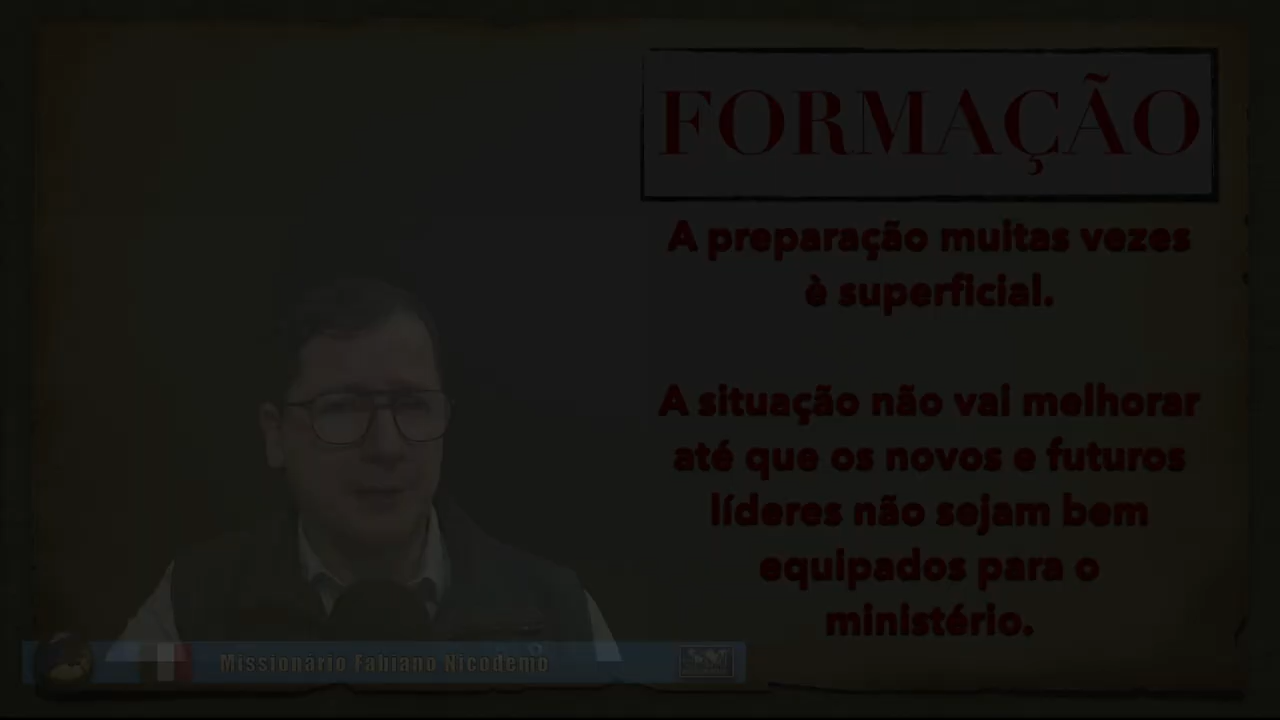 FORMAÇÃO
A preparação muitas vezes
è superficial.
A situação não vai melhorar
até que os novos e futuros
líderes não sejam bem
equipados para o
ministério.
Missionário Fabiano Nicodemo